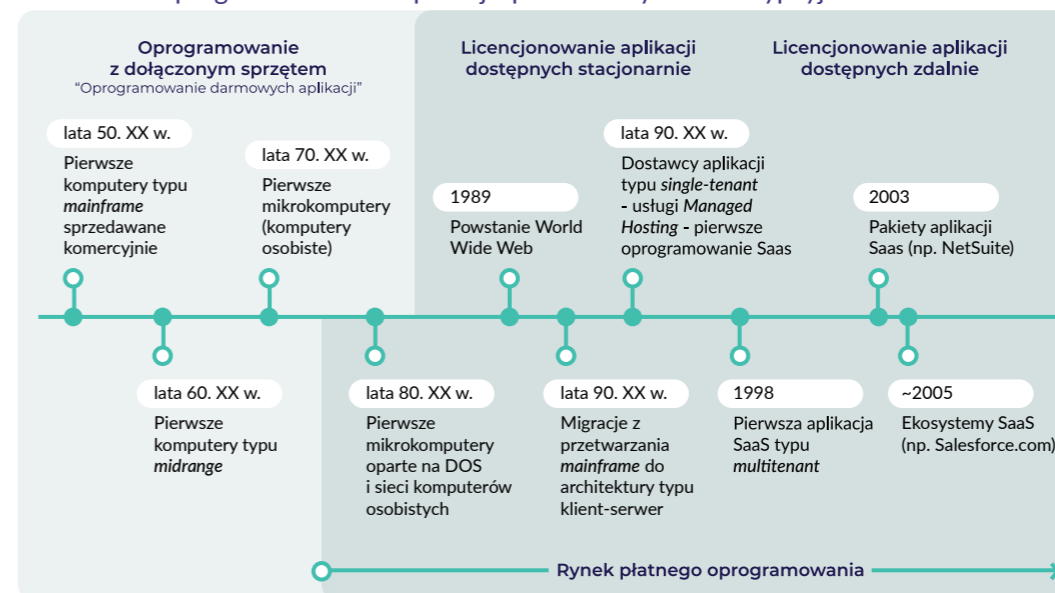 Oprogramowanie
z dołączonym sprzętem
“Oprogramowanie darmowych aplikacji”
Licencjonowanie aplikacji
dostępnych stacjonarnie
Licencjonowanie aplikacji
dostępnych zdalnie
lata 50. XX w.
Pierwsze
komputery typu
mainframe
sprzedawane
komercyjnie
lata 70. XX w.
Pierwsze
mikrokomputery
(komputery
osobiste)
1989
Powstanie World
Wide Web
lata 90. XX w.
Dostawcy aplikacji
typu single-tenant
- usługi Managed
Hosting - pierwsze
oprogramowanie Saas
2003
Pakiety aplikacji
Saas (np. NetSuite)
lata 60. XX w.
Pierwsze
komputery typu
midrange
lata 80. XX w.
Pierwsze
mikrokomputery
oparte na DOS
i sieci komputerów
osobistych
lata 90. XX w.
Migracje z
przetwarzania
mainframe do
architektury typu
klient-serwer
1998
Pierwsza aplikacja
SaaS typu
multitenant
~2005
Ekosystemy SaaS
(np. Salesforce.com)
Rynek płatnego oprogramowania